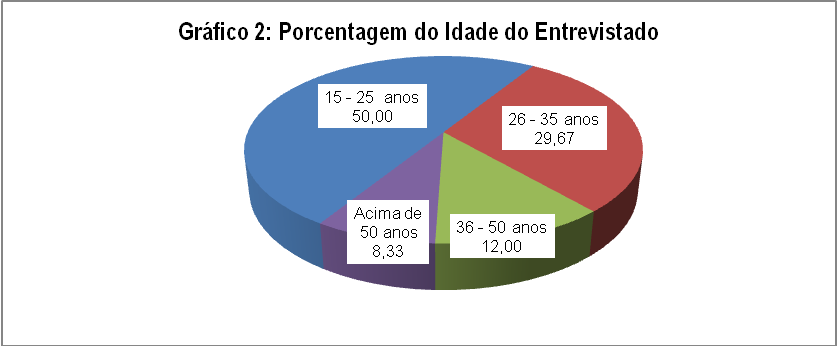 Gráfico 2: Porcentagem do Idade do Entrevistado
15 - 25 anos
50,00
26 - 35 anos
29,67
36 - 50 anos
12,00
Acima de
50 anos
8,33